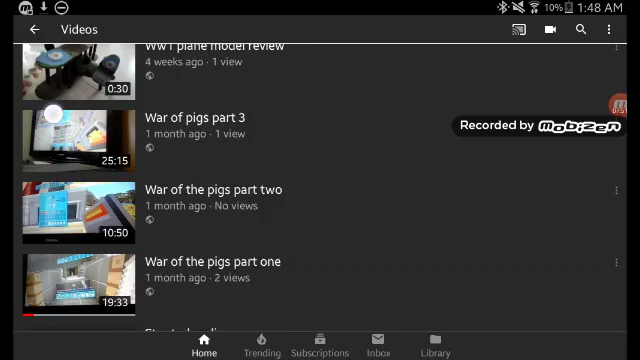 10% 1:48 AM
Videos
WW1 plane model review
4 weeks ago · 1 view
0:30
War of pigs part 3
1 month ago · 1 view
25:15
Recorded by mobizen
War of the pigs part two
1 month ago · No views
10:50
War of the pigs part one
1 month ago · 2 views
19:33
Home Trending Subscriptions Inbox Library